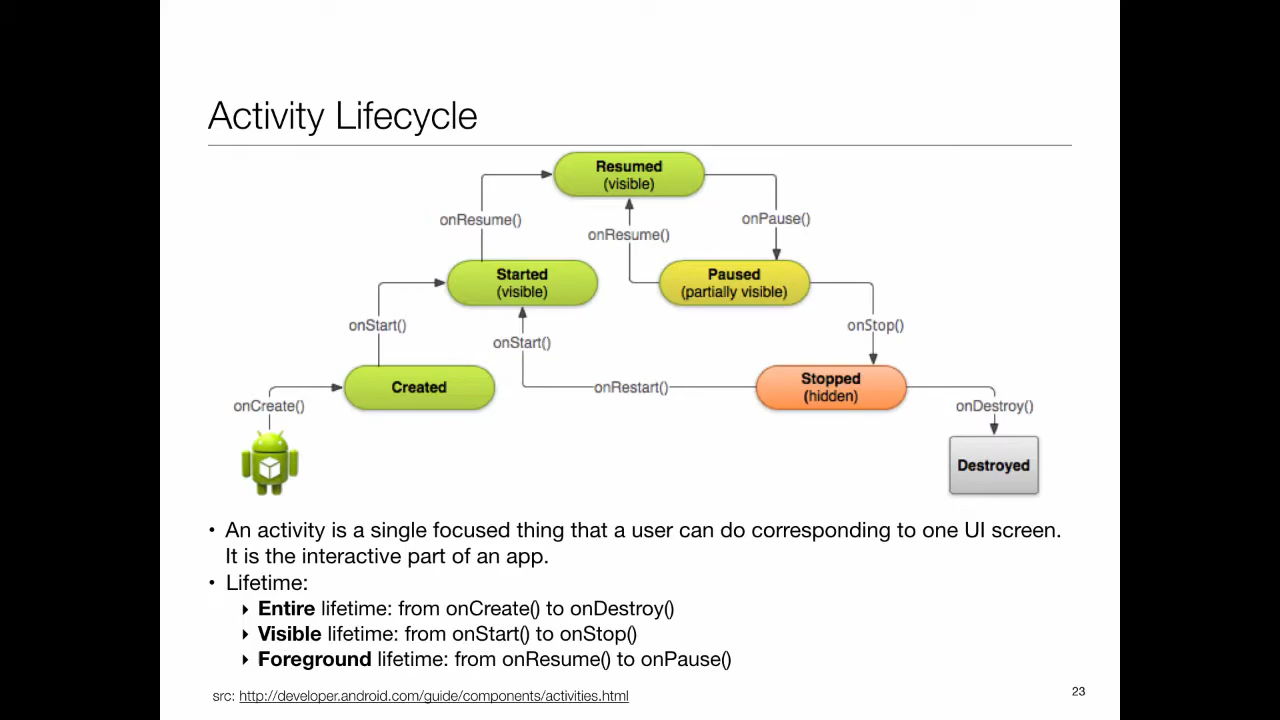 Activity Lifecycle
Resumed
(visible)
onResume()
onResume()
onPause()
Started
(visible)
Paused
(partially visible)
onStart()
onStart()
onStop()
Created
onRestart()
Stopped
(hidden)
onCreate()
onDestroy()
Destroyed
• An activity is a single focused thing that a user can do corresponding to one UI screen.
It is the interactive part of an app.
• Lifetime:
‣ Entire lifetime: from onCreate() to onDestroy()
‣ Visible lifetime: from onStart() to onStop()
‣ Foreground lifetime: from onResume() to onPause()
src: http://developer.android.com/guide/components/activities.html
23